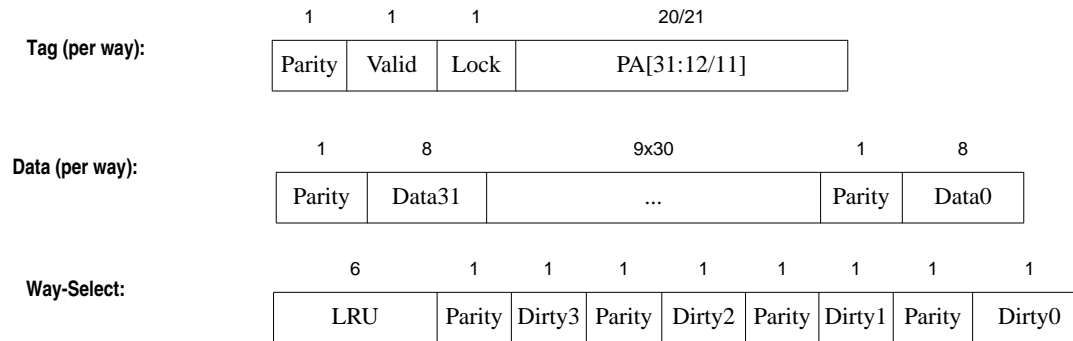 1 1 1 20/21
Tag (per way):
Parity Valid Lock PA[31:12/11]
1 8 9x30 1 8
Data (per way):
Parity Data31 ... Parity Data0
6 1 1 1 1 1 1 1 1
Way-Select:
LRU Parity Dirty3 Parity Dirty2 Parity Dirty1 Parity Dirty0